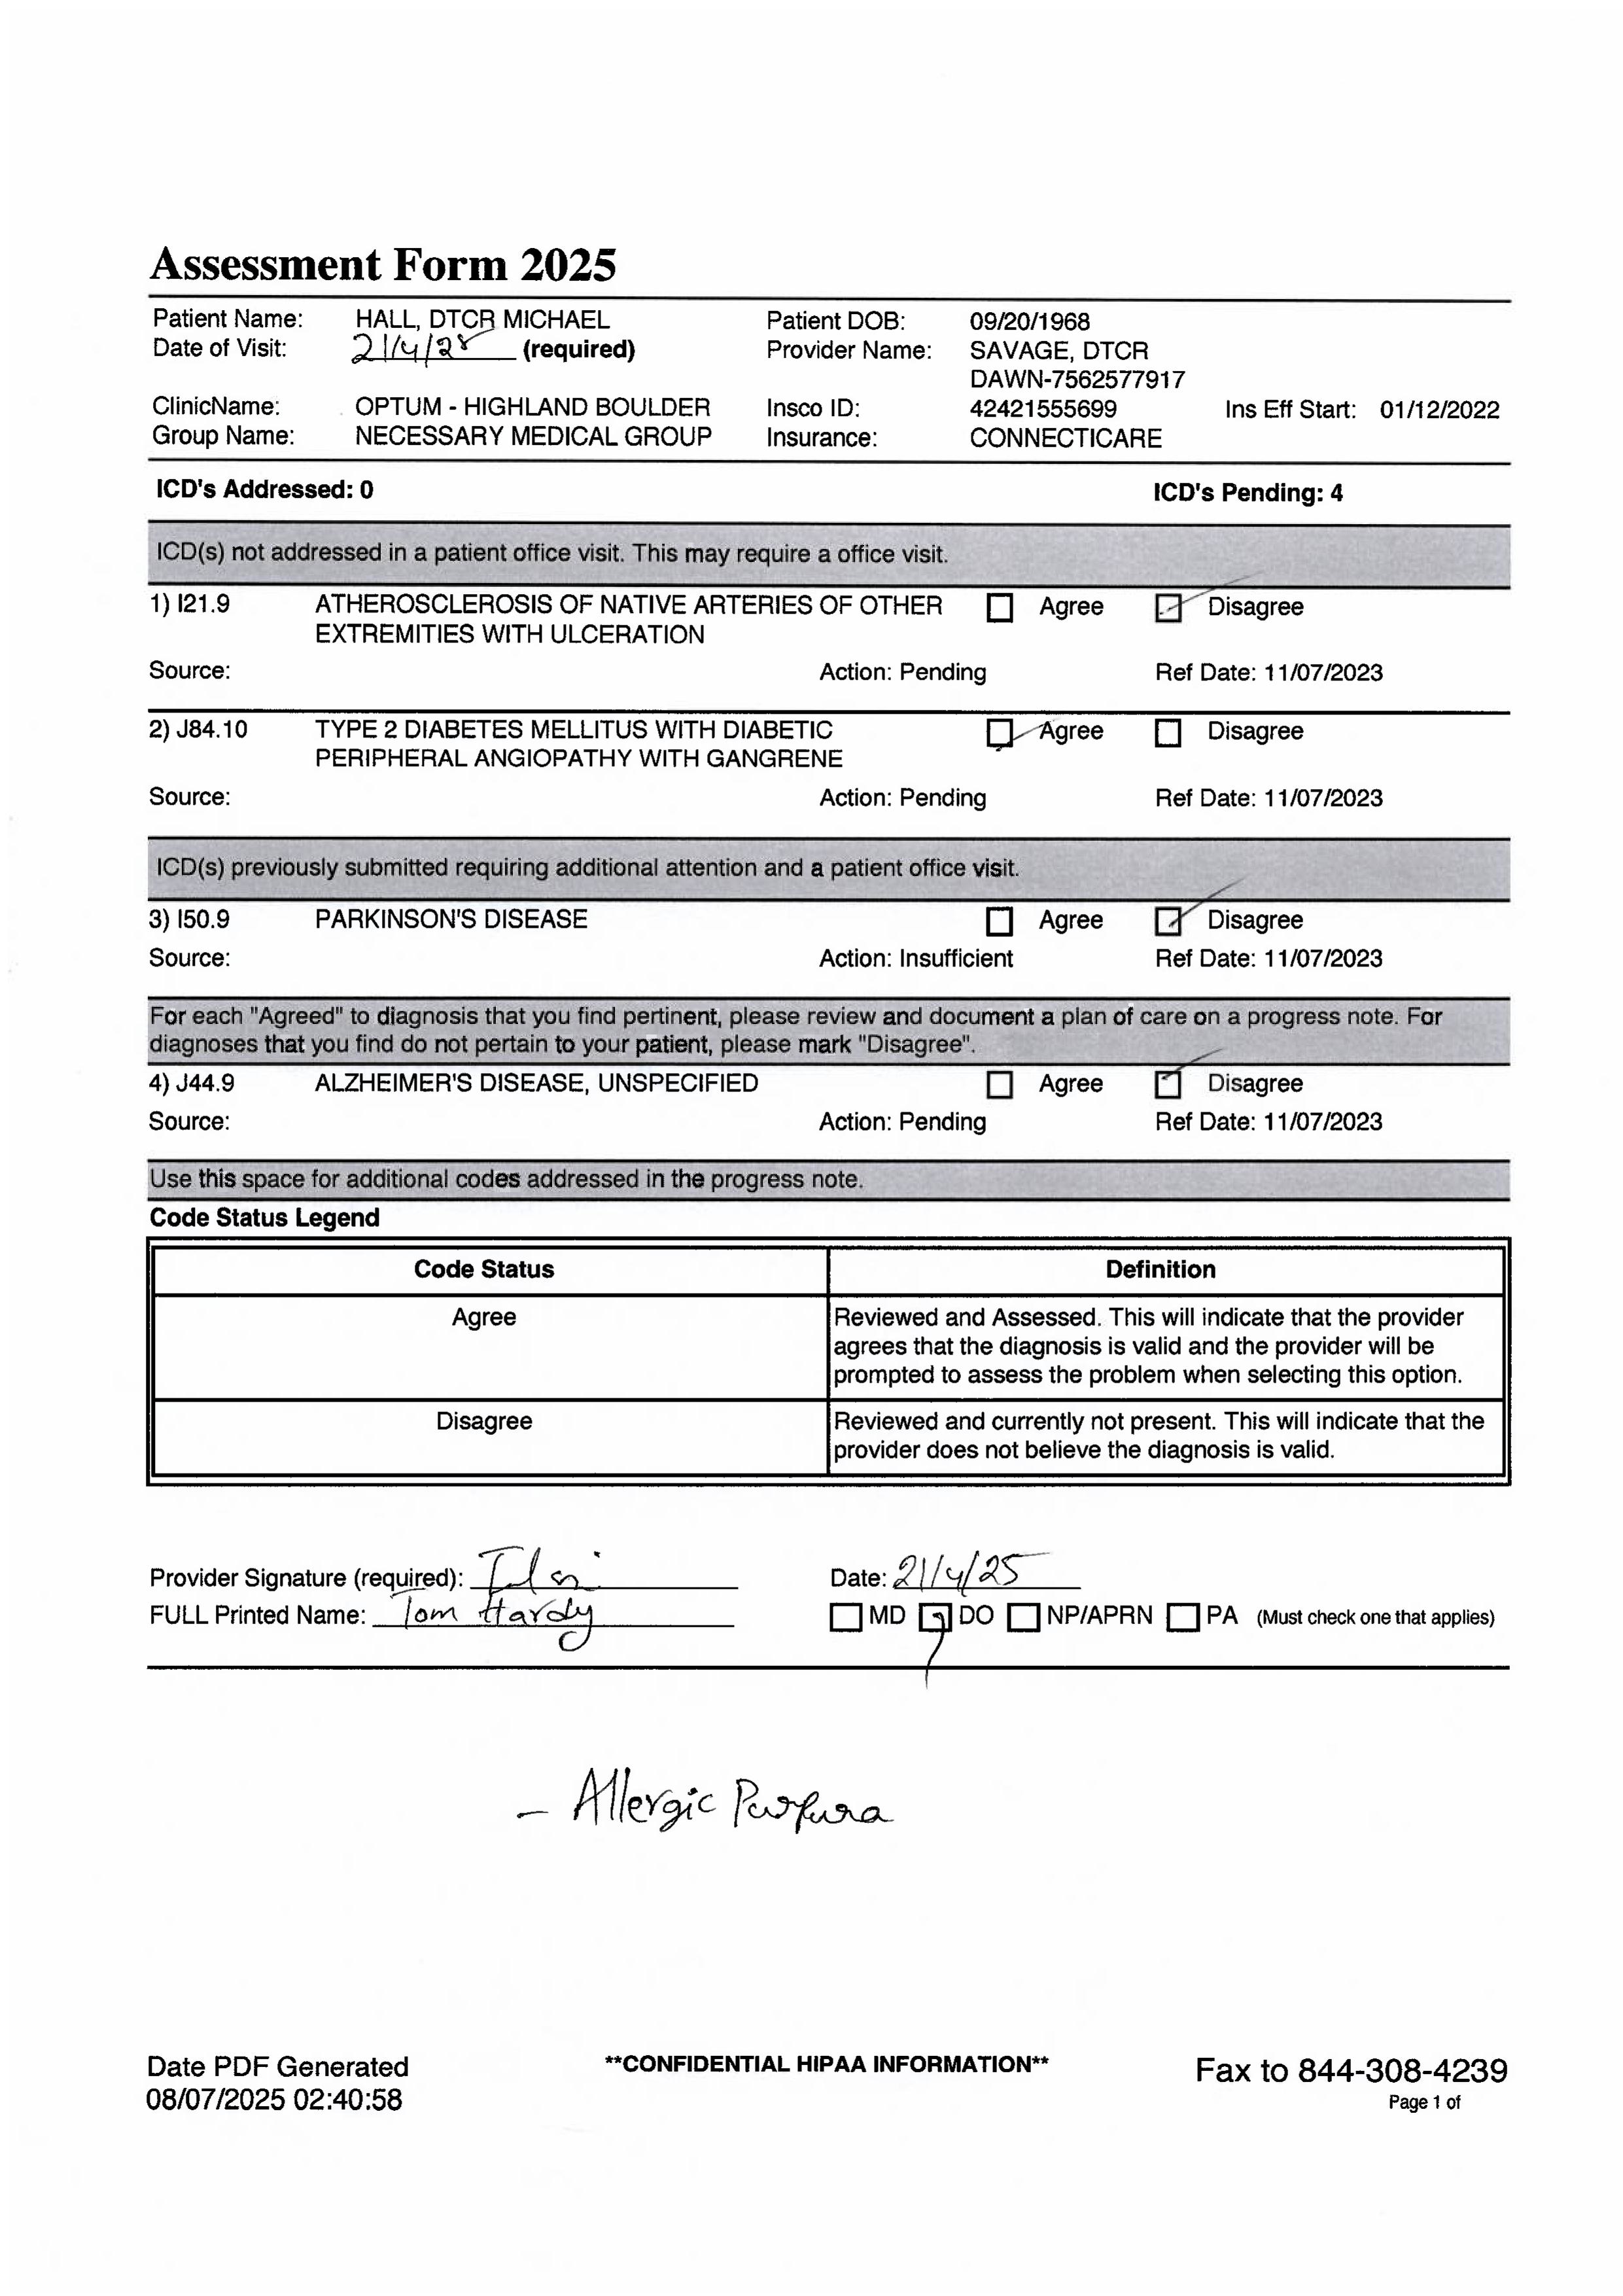 Assessment Form 2025
Patient Name: HALL, DTCR MICHAEL Patient DOB: 09/20/1968
Date of Visit: 21/4/25 (required) Provider Name: SAVAGE, DTCR
DAWN-7562577917
ClinicName: OPTUM - HIGHLAND BOULDER Insco ID: 42421555699 Ins Eff Start: 01/12/2022
Group Name: NECESSARY MEDICAL GROUP Insurance: CONNECTICARE
ICD's Addressed: 0 ICD's Pending: 4
ICD(s) not addressed in a patient office visit. This may require a office visit.
1) I21.9 ATHEROSCLEROSIS OF NATIVE ARTERIES OF OTHER Agree Disagree
EXTREMITIES WITH ULCERATION
Source: Action: Pending Ref Date: 11/07/2023
2) J84.10 TYPE 2 DIABETES MELLITUS WITH DIABETIC Agree Disagree
PERIPHERAL ANGIOPATHY WITH GANGRENE
Source: Action: Pending Ref Date: 11/07/2023
ICD(s) previously submitted requiring additional attention and a patient office visit.
3) I50.9 PARKINSON'S DISEASE Agree Disagree
Source: Action: Insufficient Ref Date: 11/07/2023
For each "Agreed" to diagnosis that you find pertinent, please review and document a plan of care on a progress note. For
diagnoses that you find do not pertain to your patient, please mark "Disagree".
4) J44.9 ALZHEIMER'S DISEASE, UNSPECIFIED Agree Disagree
Source: Action: Pending Ref Date: 11/07/2023
Use this space for additional codes addressed in the progress note.
Code Status Legend
Code Status Definition
Agree Reviewed and Assessed. This will indicate that the provider
agrees that the diagnosis is valid and the provider will be
prompted to assess the problem when selecting this option.
Disagree Reviewed and currently not present. This will indicate that the
provider does not believe the diagnosis is valid.
Provider Signature (required): Date: 21/4/25
FULL Printed Name: Tom Hardy MD DO NP/APRN PA (Must check one that applies)
- Allergic Purpura
Date PDF Generated **CONFIDENTIAL HIPAA INFORMATION** Fax to 844-308-4239
08/07/2025 02:40:58 Page 1 of